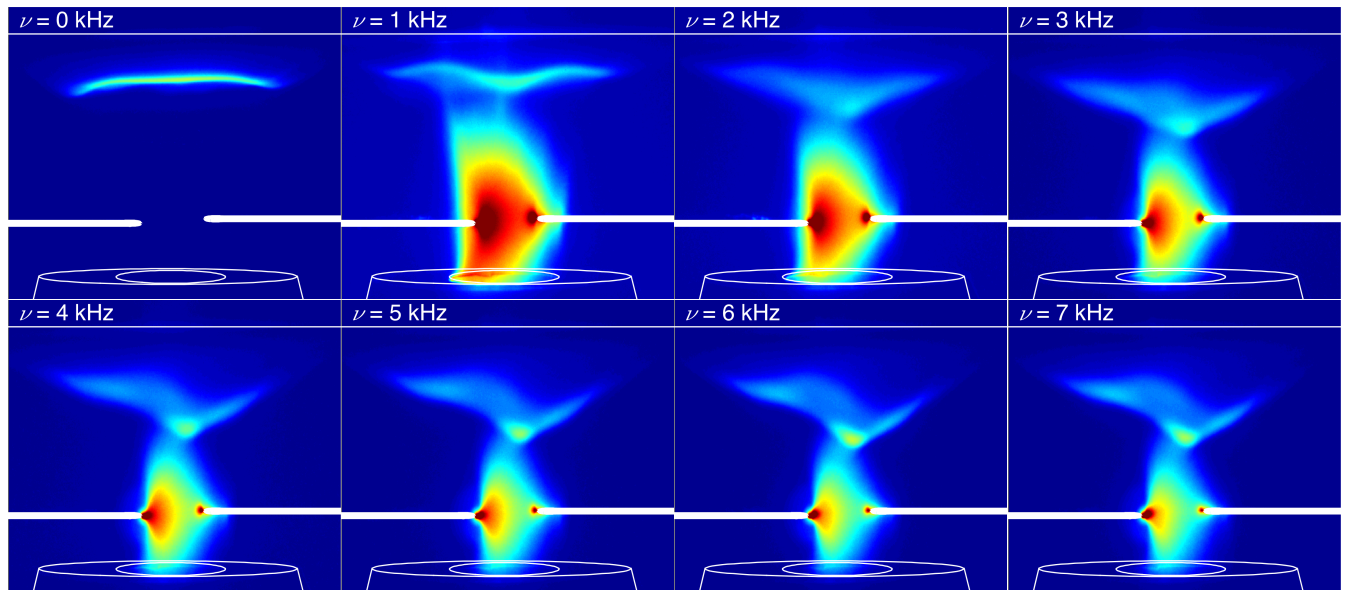 ν = 0 kHz
ν = 1 kHz
ν = 2 kHz
ν = 3 kHz
ν = 4 kHz
ν = 5 kHz
ν = 6 kHz
ν = 7 kHz